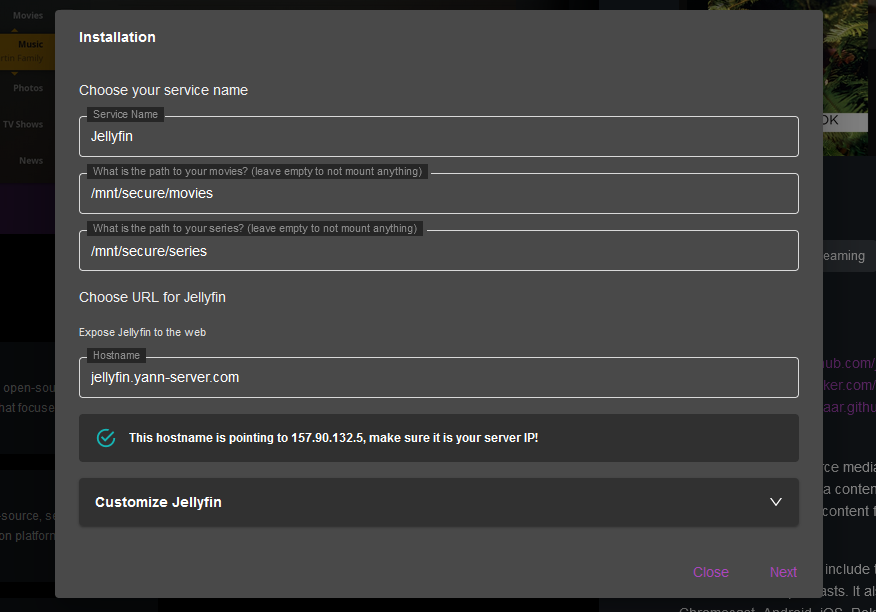 Movies
Music
rtin Family
Photos
TV Shows
News
open-sou
hat focuse
source, se
on platforn
Installation
Choose your service name
Service Name
Jellyfin
What is the path to your movies? (leave empty to not mount anything)
/mnt/secure/movies
What is the path to your series? (leave empty to not mount anything)
/mnt/secure/series
Choose URL for Jellyfin
Expose Jellyfin to the web
Hostname
jellyfin.yann-server.com
This hostname is pointing to 157.90.132.5, make sure it is your server IP!
Customize Jellyfin
Close Next
OK
eaming
ub.com/j
ker.com/
aar.githu
rce media
a conten
content f
include t
asts. It al
Chromecast, Android, iOS, Rok